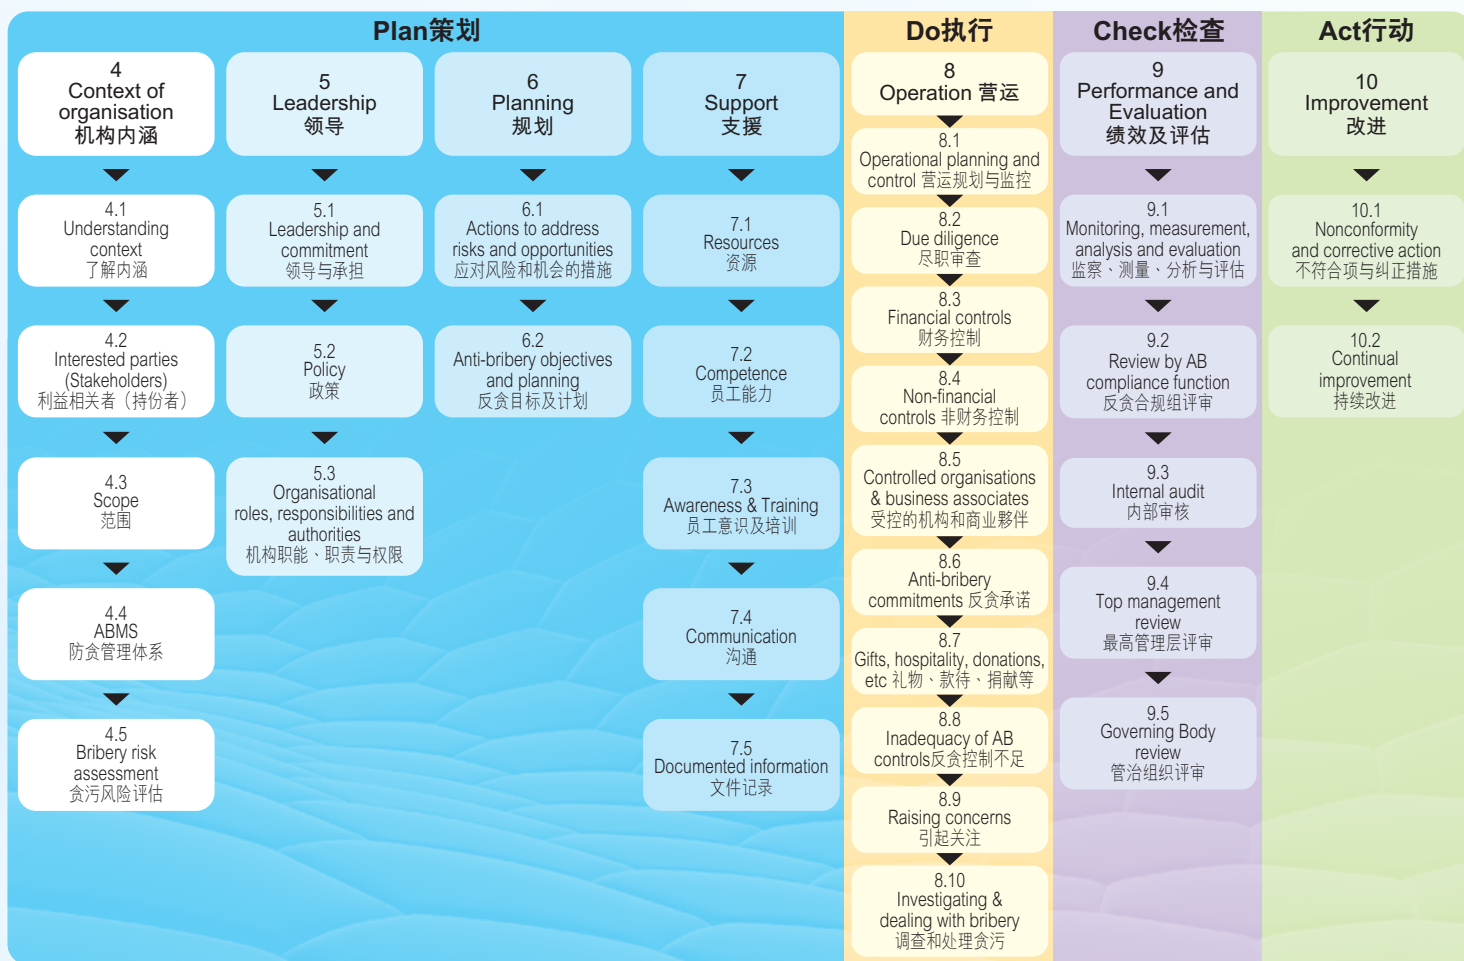 Plan策划
4
Context of
organisation
机构内涵
4.1
Understanding
context
了解内涵
4.2
Interested parties
(Stakeholders)
利益相关者（持份者）
4.3
Scope
范围
4.4
ABMS
防贪管理体系
4.5
Bribery risk
assessment
贪污风险评估
5
Leadership
领导
5.1
Leadership and
commitment
领导与承担
5.2
Policy
政策
5.3
Organisational
roles, responsibilities and
authorities
机构职能、职责与权限
6
Planning
规划
6.1
Actions to address
risks and opportunities
应对风险和机会的措施
6.2
Anti-bribery objectives
and planning
反贪目标及计划
7
Support
支援
7.1
Resources
资源
7.2
Competence
员工能力
7.3
Awareness & Training
员工意识及培训
7.4
Communication
沟通
7.5
Documented information
文件记录
Do执行
8
Operation 营运
8.1
Operational planning and
control 营运规划与监控
8.2
Due diligence
尽职审查
8.3
Financial controls
财务控制
8.4
Non-financial
controls 非财务控制
8.5
Controlled organisations
& business associates
受控的机构和商业夥伴
8.6
Anti-bribery
commitments 反贪承诺
8.7
Gifts, hospitality, donations,
etc 礼物、款待、捐献等
8.8
Inadequacy of AB
controls反贪控制不足
8.9
Raising concerns
引起关注
8.10
Investigating &
dealing with bribery
调查和处理贪污
Check检查
9
Performance and
Evaluation
绩效及评估
9.1
Monitoring, measurement,
analysis and evaluation
监察、测量、分析与评估
9.2
Review by AB
compliance function
反贪合规组评审
9.3
Internal audit
内部审核
9.4
Top management
review
最高管理层评审
9.5
Governing Body
review
管治组织评审
Act行动
10
Improvement
改进
10.1
Nonconformity
and corrective action
不符合项与纠正措施
10.2
Continual
improvement
持续改进